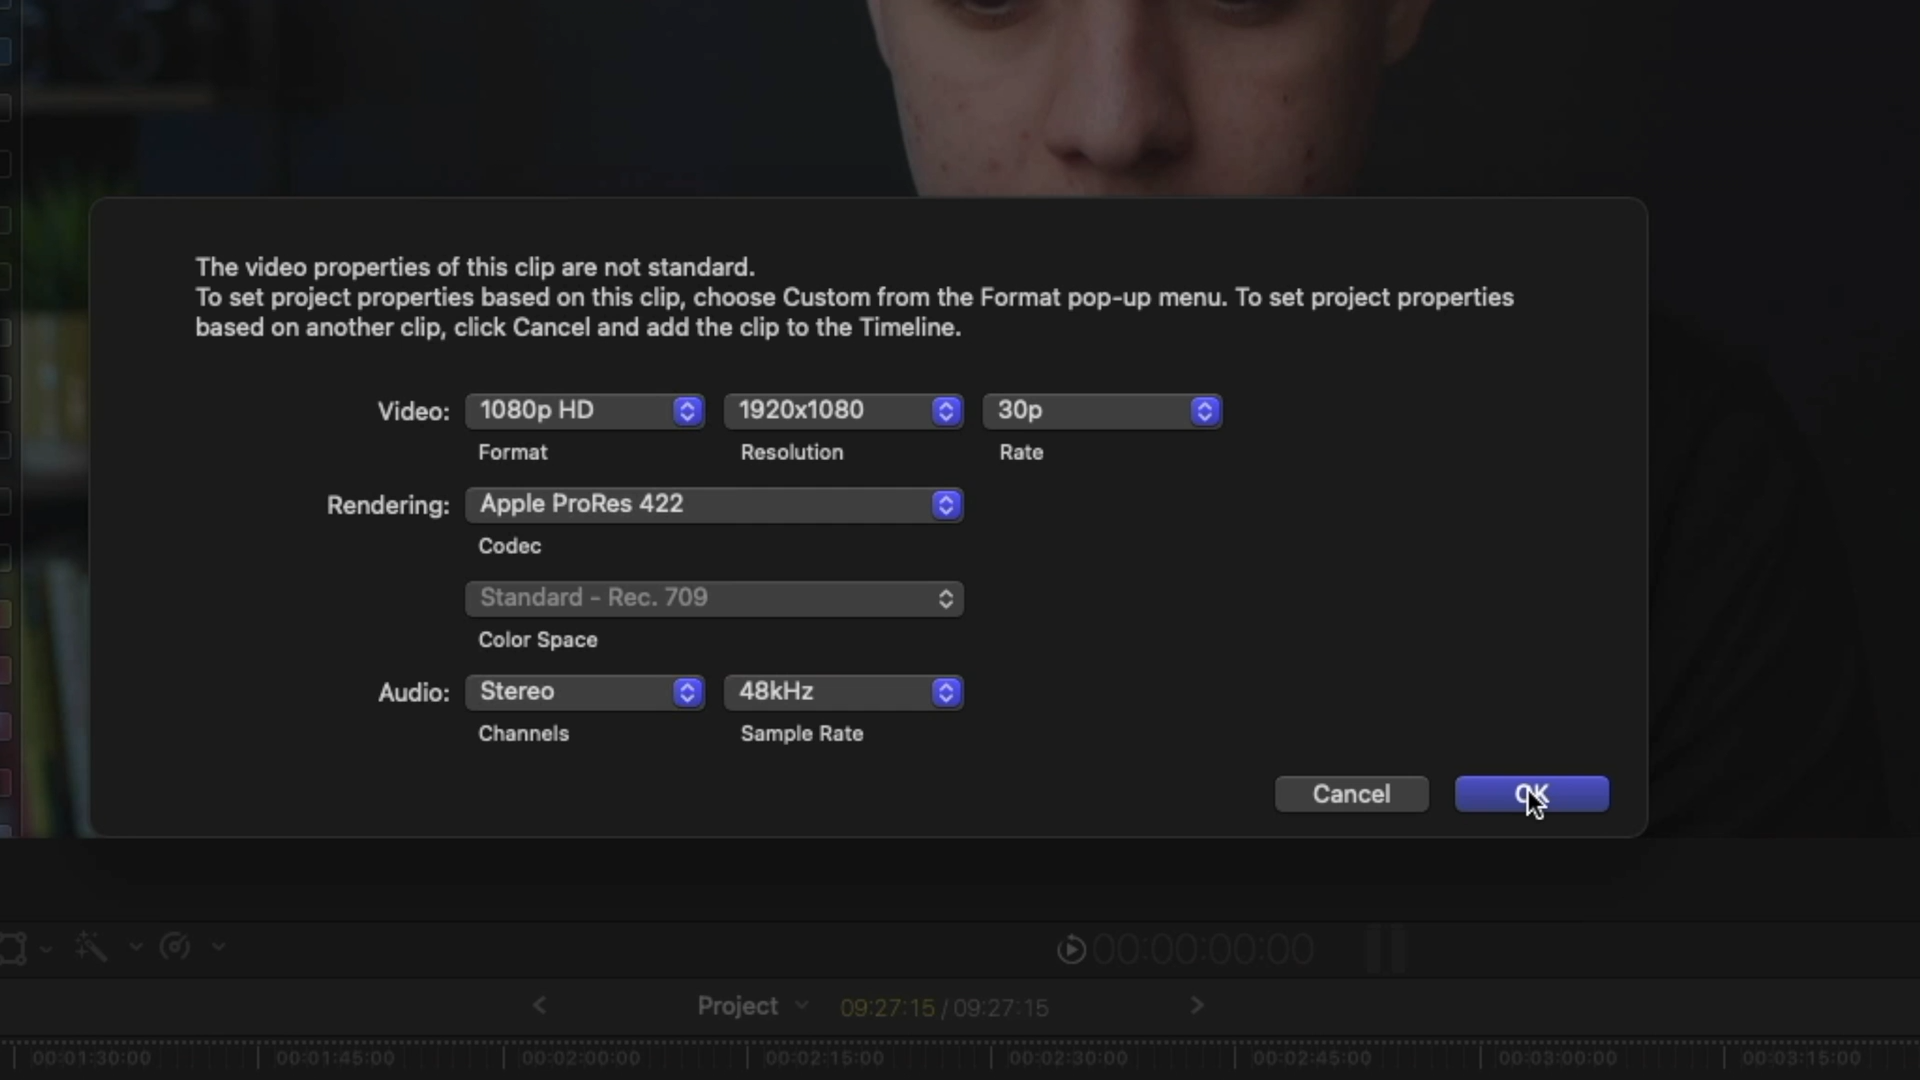 The video properties of this clip are not standard.
To set project properties based on this clip, choose Custom from the Format pop-up menu. To set project properties
based on another clip, click Cancel and add the clip to the Timeline.
Video: 1080p HD 1920x1080 30p
Format Resolution Rate
Rendering: Apple ProRes 422
Codec
Standard - Rec. 709
Color Space
Audio: Stereo 48kHz
Channels Sample Rate
Cancel OK
00:00:00:00
Project 09:27:15 / 09:27:15
00:01:30:00 00:01:45:00 00:02:00:00 00:02:15:00 00:02:30:00 00:02:45:00 00:03:00:00 00:03:15:00